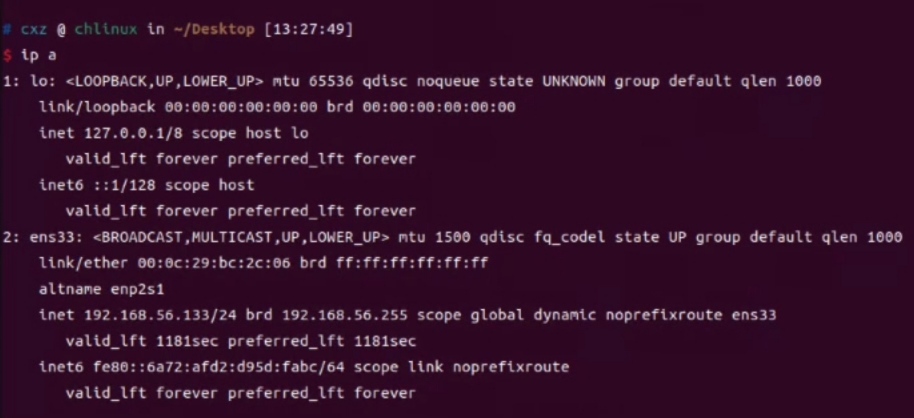 # cxz @ chlinux in ~/Desktop [13:27:49]
$ ip a
1: lo: <LOOPBACK,UP,LOWER_UP> mtu 65536 qdisc noqueue state UNKNOWN group default qlen 1000
    link/loopback 00:00:00:00:00:00 brd 00:00:00:00:00:00
    inet 127.0.0.1/8 scope host lo
       valid_lft forever preferred_lft forever
    inet6 ::1/128 scope host
       valid_lft forever preferred_lft forever
2: ens33: <BROADCAST,MULTICAST,UP,LOWER_UP> mtu 1500 qdisc fq_codel state UP group default qlen 1000
    link/ether 00:0c:29:bc:2c:06 brd ff:ff:ff:ff:ff:ff
    altname enp2s1
    inet 192.168.56.133/24 brd 192.168.56.255 scope global dynamic noprefixroute ens33
       valid_lft 1181sec preferred_lft 1181sec
    inet6 fe80::6a72:afd2:d95d:fabc/64 scope link noprefixroute
       valid_lft forever preferred_lft forever